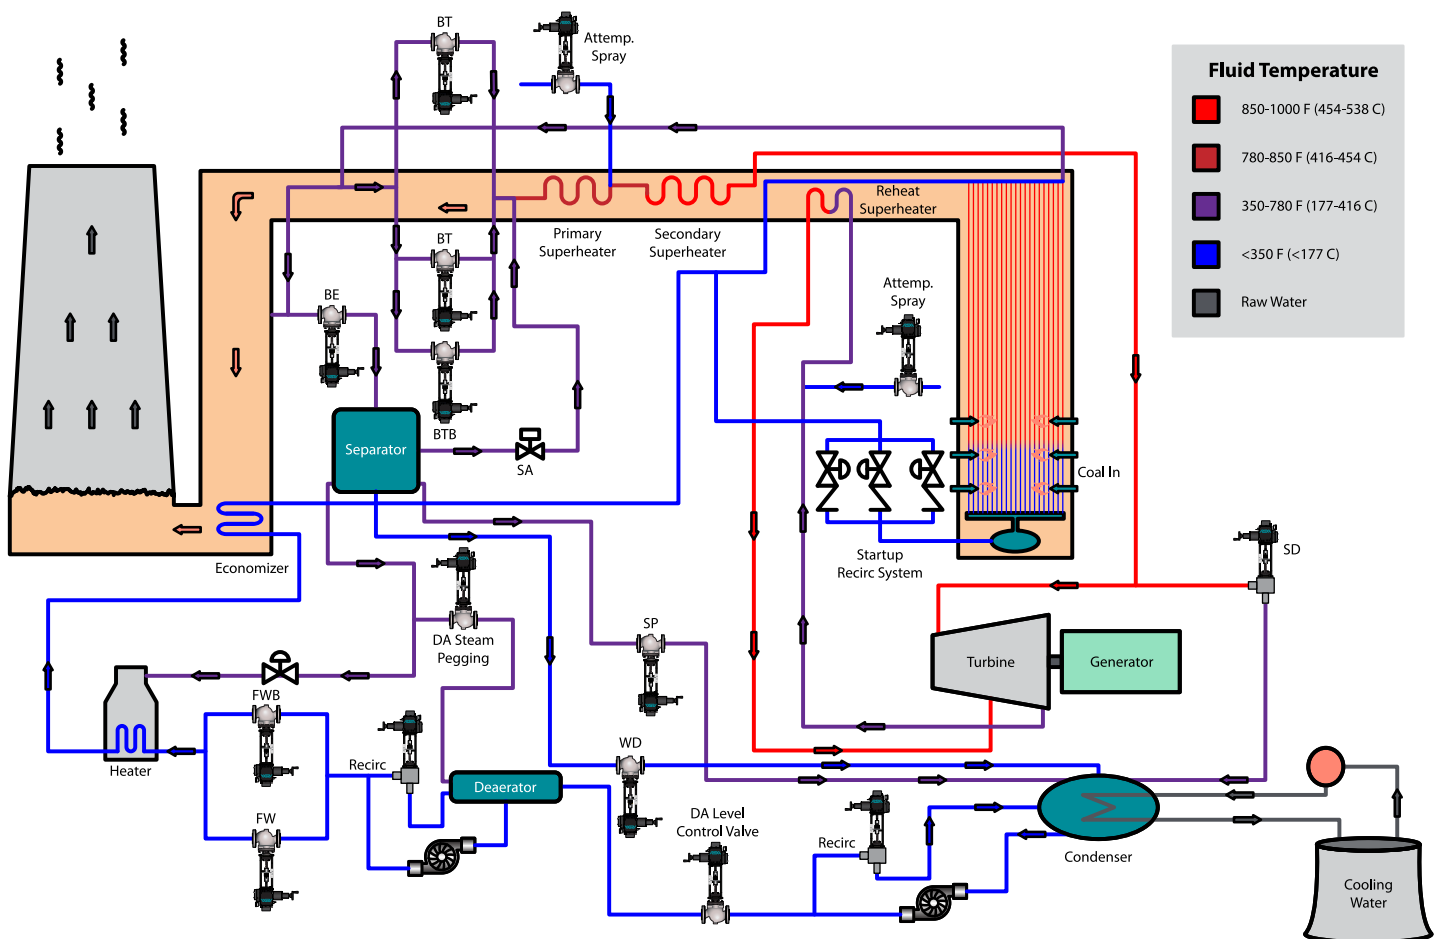 BT
Attemp.
Spray
Fluid Temperature
850-1000 F (454-538 C)
780-850 F (416-454 C)
350-780 F (177-416 C)
<350 F (<177 C)
Raw Water
Reheat
Superheater
Primary
Superheater
Secondary
Superheater
BT
BE
Attemp.
Spray
BTB
Separator
SA
Coal In
Startup
Recirc System
Economizer
SD
DA Steam
Pegging
SP
Turbine
Generator
FWB
WD
Recirc
Heater
Deaerator
FW
DA Level
Control Valve
Recirc
Condenser
Cooling
Water